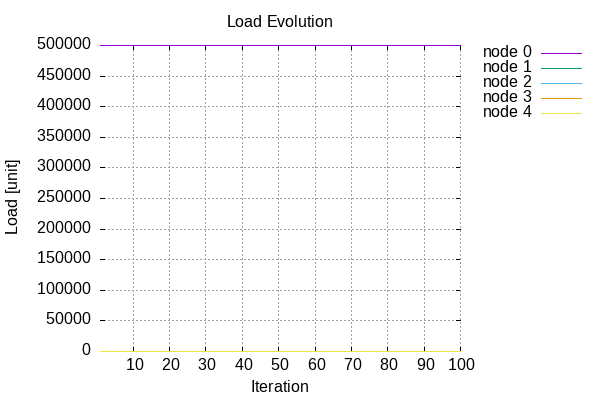 Load Evolution
500000
450000
400000
350000
300000
250000
200000
150000
100000
50000
0
Load [unit]
10 20 30 40 50 60 70 80 90 100
Iteration
node 0
node 1
node 2
node 3
node 4